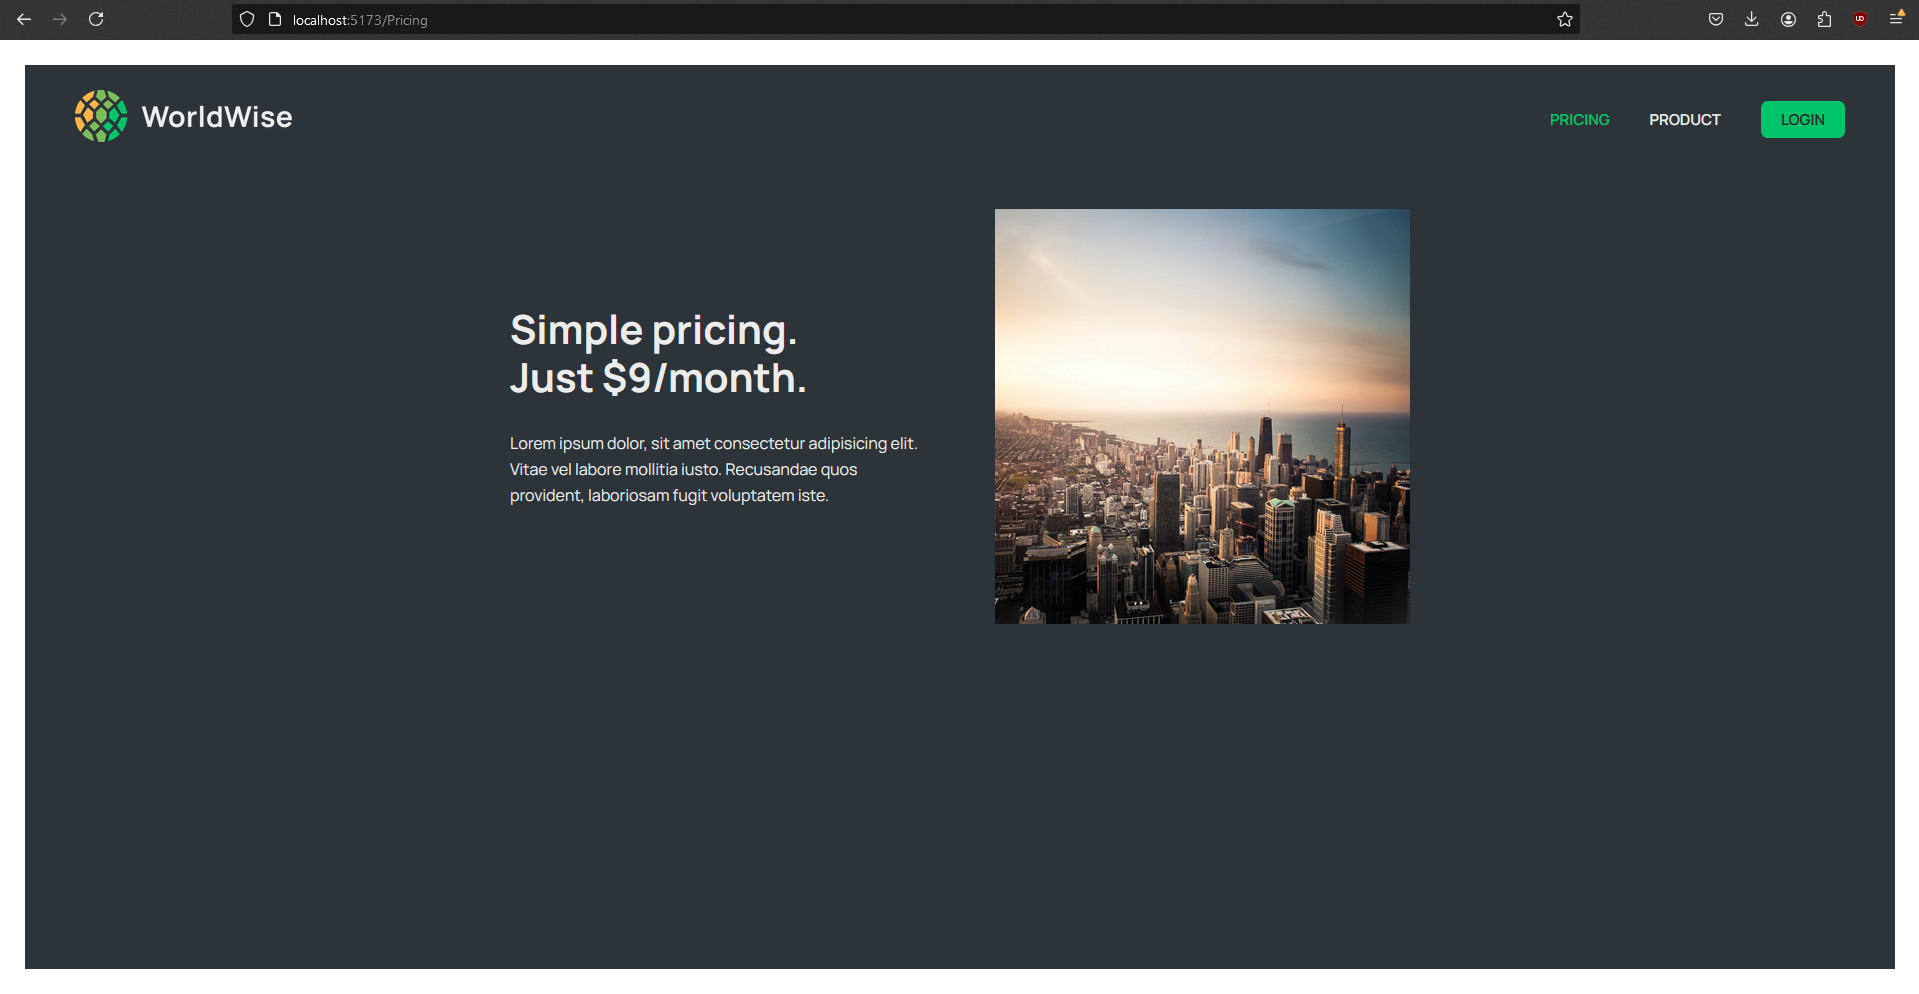 localhost:5173/Pricing
WorldWise
PRICING
PRODUCT
LOGIN
Simple pricing.
Just $9/month.
Lorem ipsum dolor, sit amet consectetur adipisicing elit.
Vitae vel labore mollitia iusto. Recusandae quos
provident, laboriosam fugit voluptatem iste.